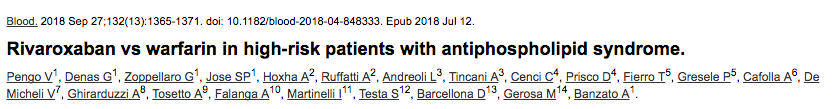 Blood. 2018 Sep 27;132(13):1365-1371. doi: 10.1182/blood-2018-04-848333. Epub 2018 Jul 12.
Rivaroxaban vs warfarin in high-risk patients with antiphospholipid syndrome.
Pengo V1, Denas G1, Zoppellaro G1, Jose SP1, Hoxha A2, Ruffatti A2, Andreoli L3, Tincani A3, Cenci C4, Prisco D4, Fierro T5, Gresele P5, Cafolla A6, De
Micheli V7, Ghirarduzzi A8, Tosetto A9, Falanga A10, Martinelli I11, Testa S12, Barcellona D13, Gerosa M14, Banzato A1.